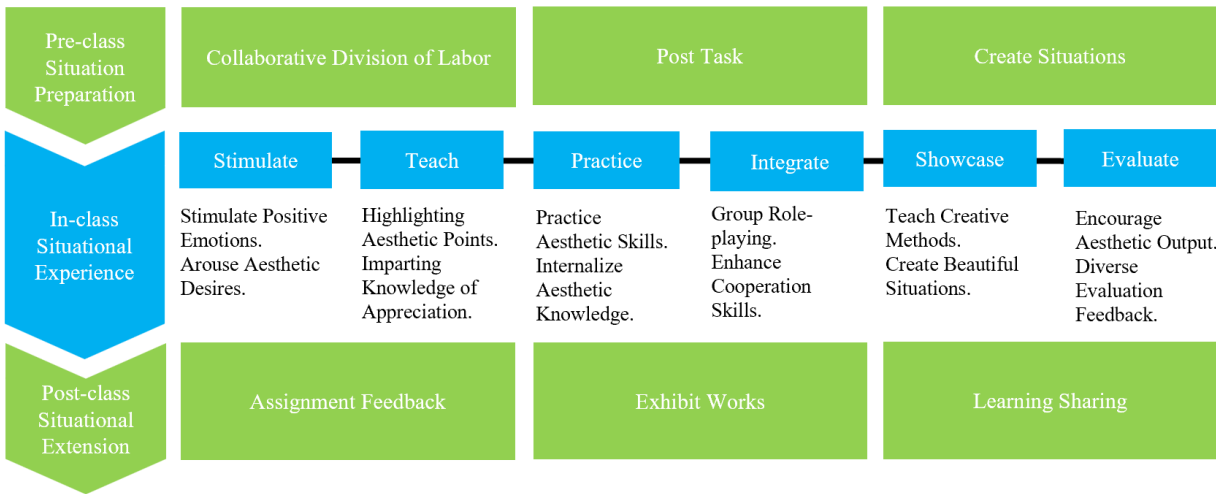 Pre-class
Situation
Preparation
Collaborative Division of Labor
Post Task
Create Situations
In-class
Situational
Experience
Stimulate
Teach
Practice
Integrate
Showcase
Evaluate
Stimulate Positive
Emotions.
Arouse Aesthetic
Desires.
Highlighting
Aesthetic Points.
Imparting
Knowledge of
Appreciation.
Practice
Aesthetic Skills.
Internalize
Aesthetic
Knowledge.
Group Role-
playing.
Enhance
Cooperation
Skills.
Teach Creative
Methods.
Create Beautiful
Situations.
Encourage
Aesthetic Output.
Diverse
Evaluation
Feedback.
Post-class
Situational
Extension
Assignment Feedback
Exhibit Works
Learning Sharing